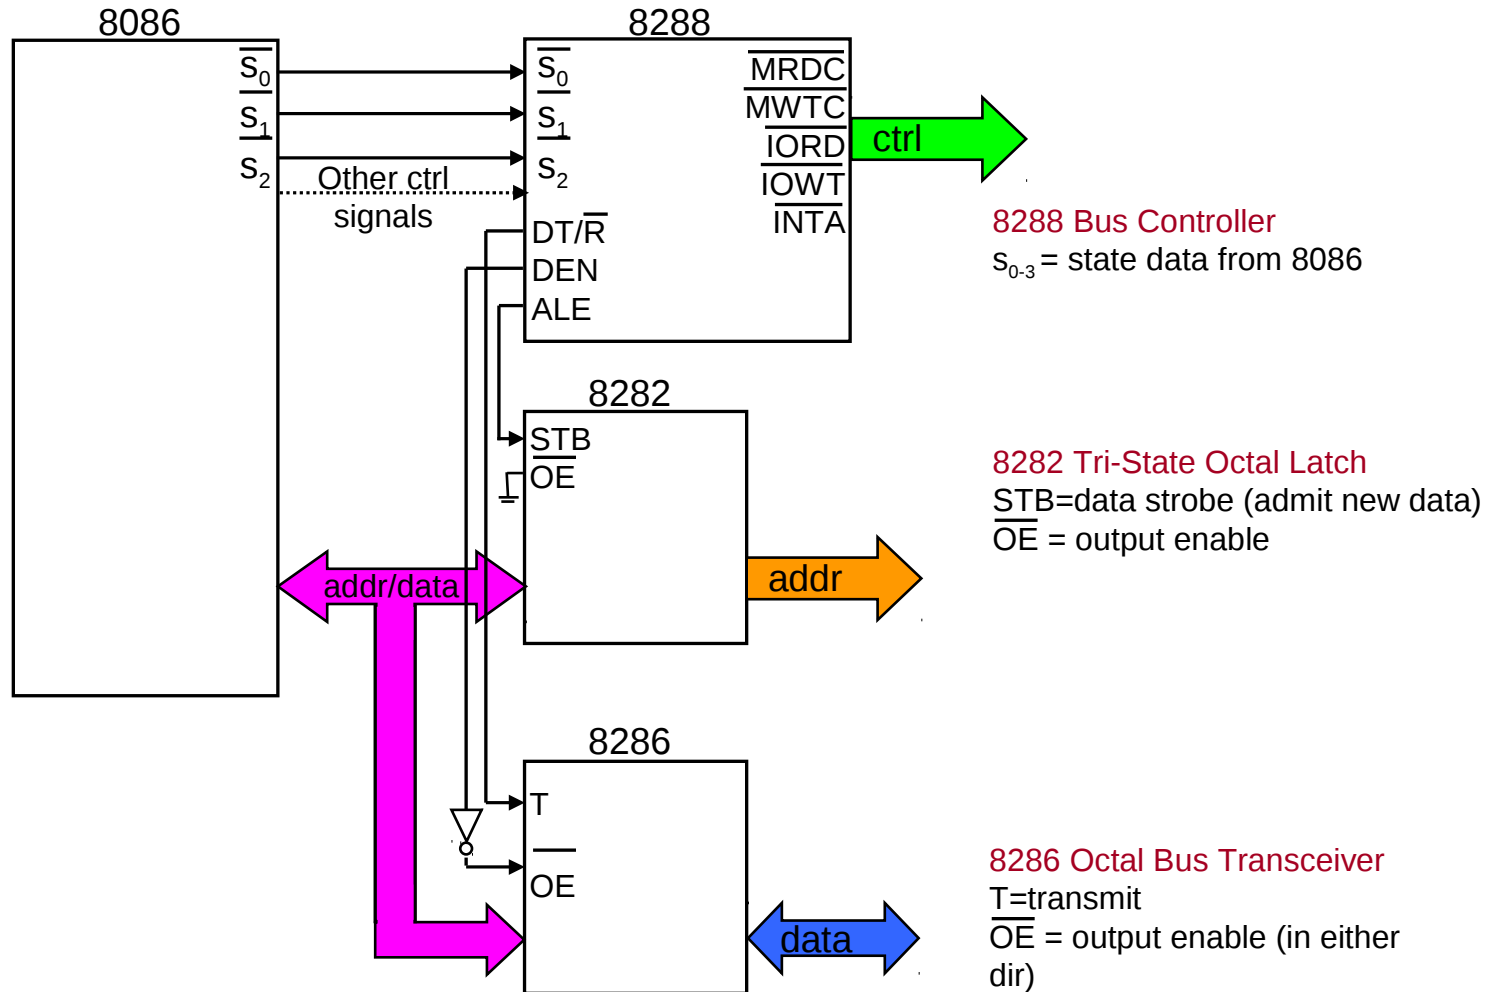 8086
8288
s0
s1
s2
Other ctrl
signals
s0
s1
s2
DT/R
DEN
ALE
MRDC
MWTC
IORD
IOWT
INTA
ctrl
8288 Bus Controller
s0-3 = state data from 8086
8282
STB
OE
addr/data
addr
8282 Tri-State Octal Latch
STB=data strobe (admit new data)
OE = output enable
8286
T
OE
data
8286 Octal Bus Transceiver
T=transmit
OE = output enable (in either
dir)